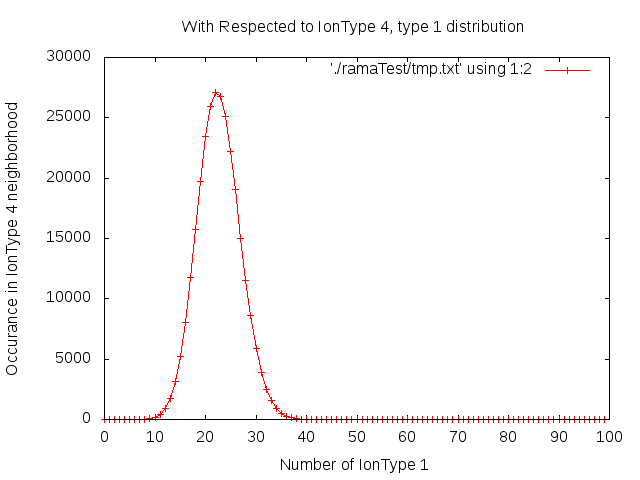 With Respected to IonType 4, type 1 distribution
'./ramaTest/tmp.txt' using 1:2
Occurance in IonType 4 neighborhood
30000
25000
20000
15000
10000
5000
0
0 10 20 30 40 50 60 70 80 90 100
Number of IonType 1